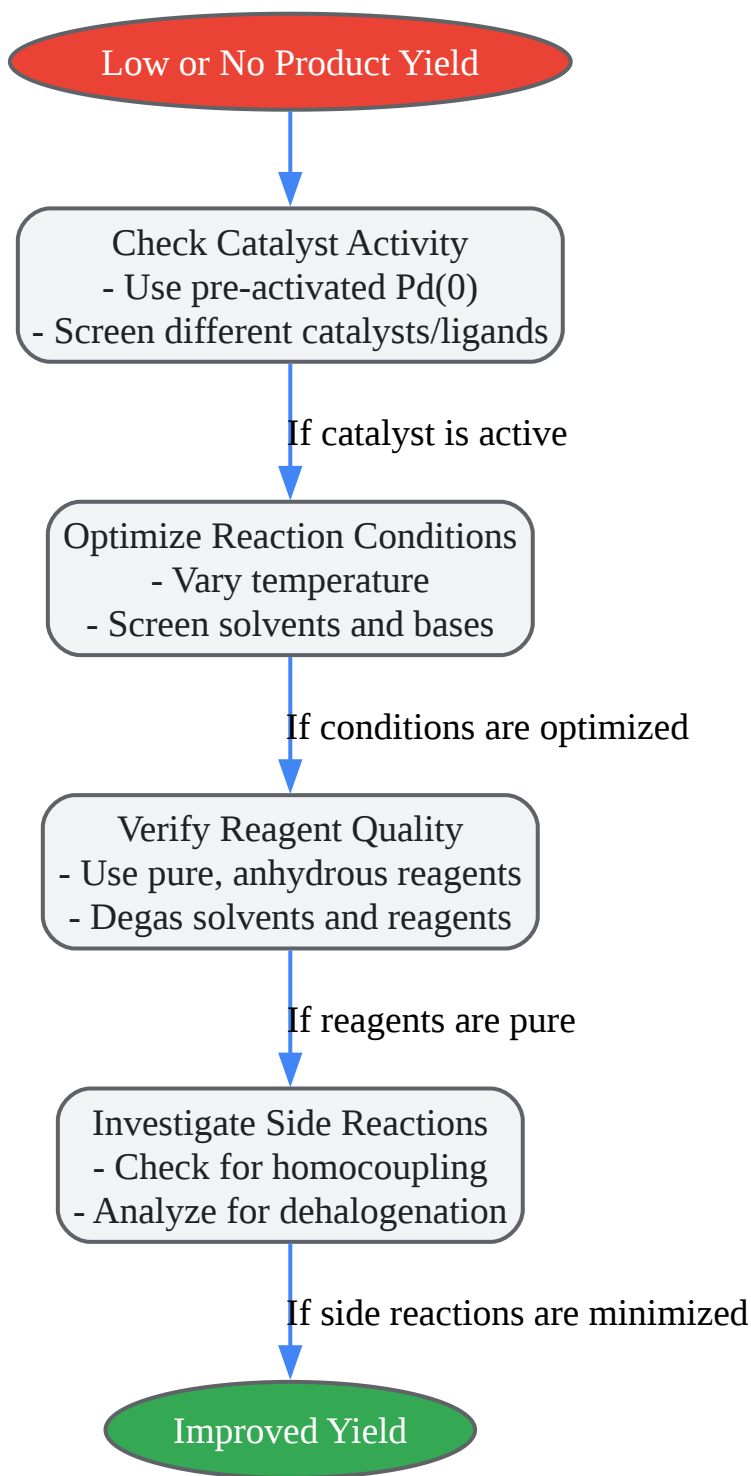 Low or No Product Yield
Check Catalyst Activity
- Use pre-activated Pd(0)
- Screen different catalysts/ligands
If catalyst is active
Optimize Reaction Conditions
- Vary temperature
- Screen solvents and bases
If conditions are optimized
Verify Reagent Quality
- Use pure, anhydrous reagents
- Degas solvents and reagents
If reagents are pure
Investigate Side Reactions
- Check for homocoupling
- Analyze for dehalogenation
If side reactions are minimized
Improved Yield